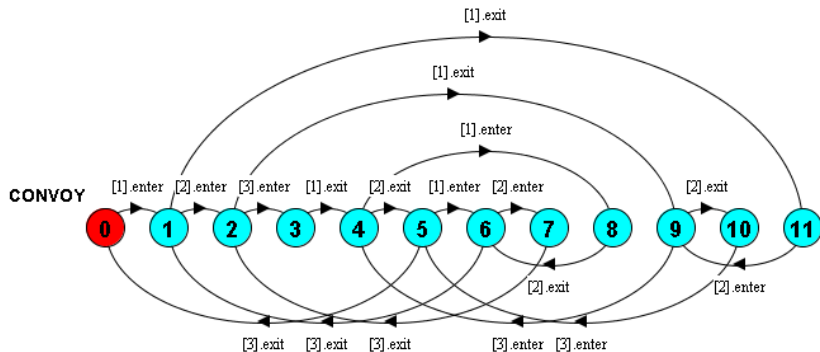 [1].exit
[1].exit
[1].enter
CONVOY
[1].enter
[2].enter
[3].enter
[1].exit
[2].exit
[1].enter
[2].enter
[2].exit
0
1
2
3
4
5
6
7
8
9
10
11
[2].exit
[2].enter
[3].exit
[3].exit
[3].exit
[3].enter
[3].enter